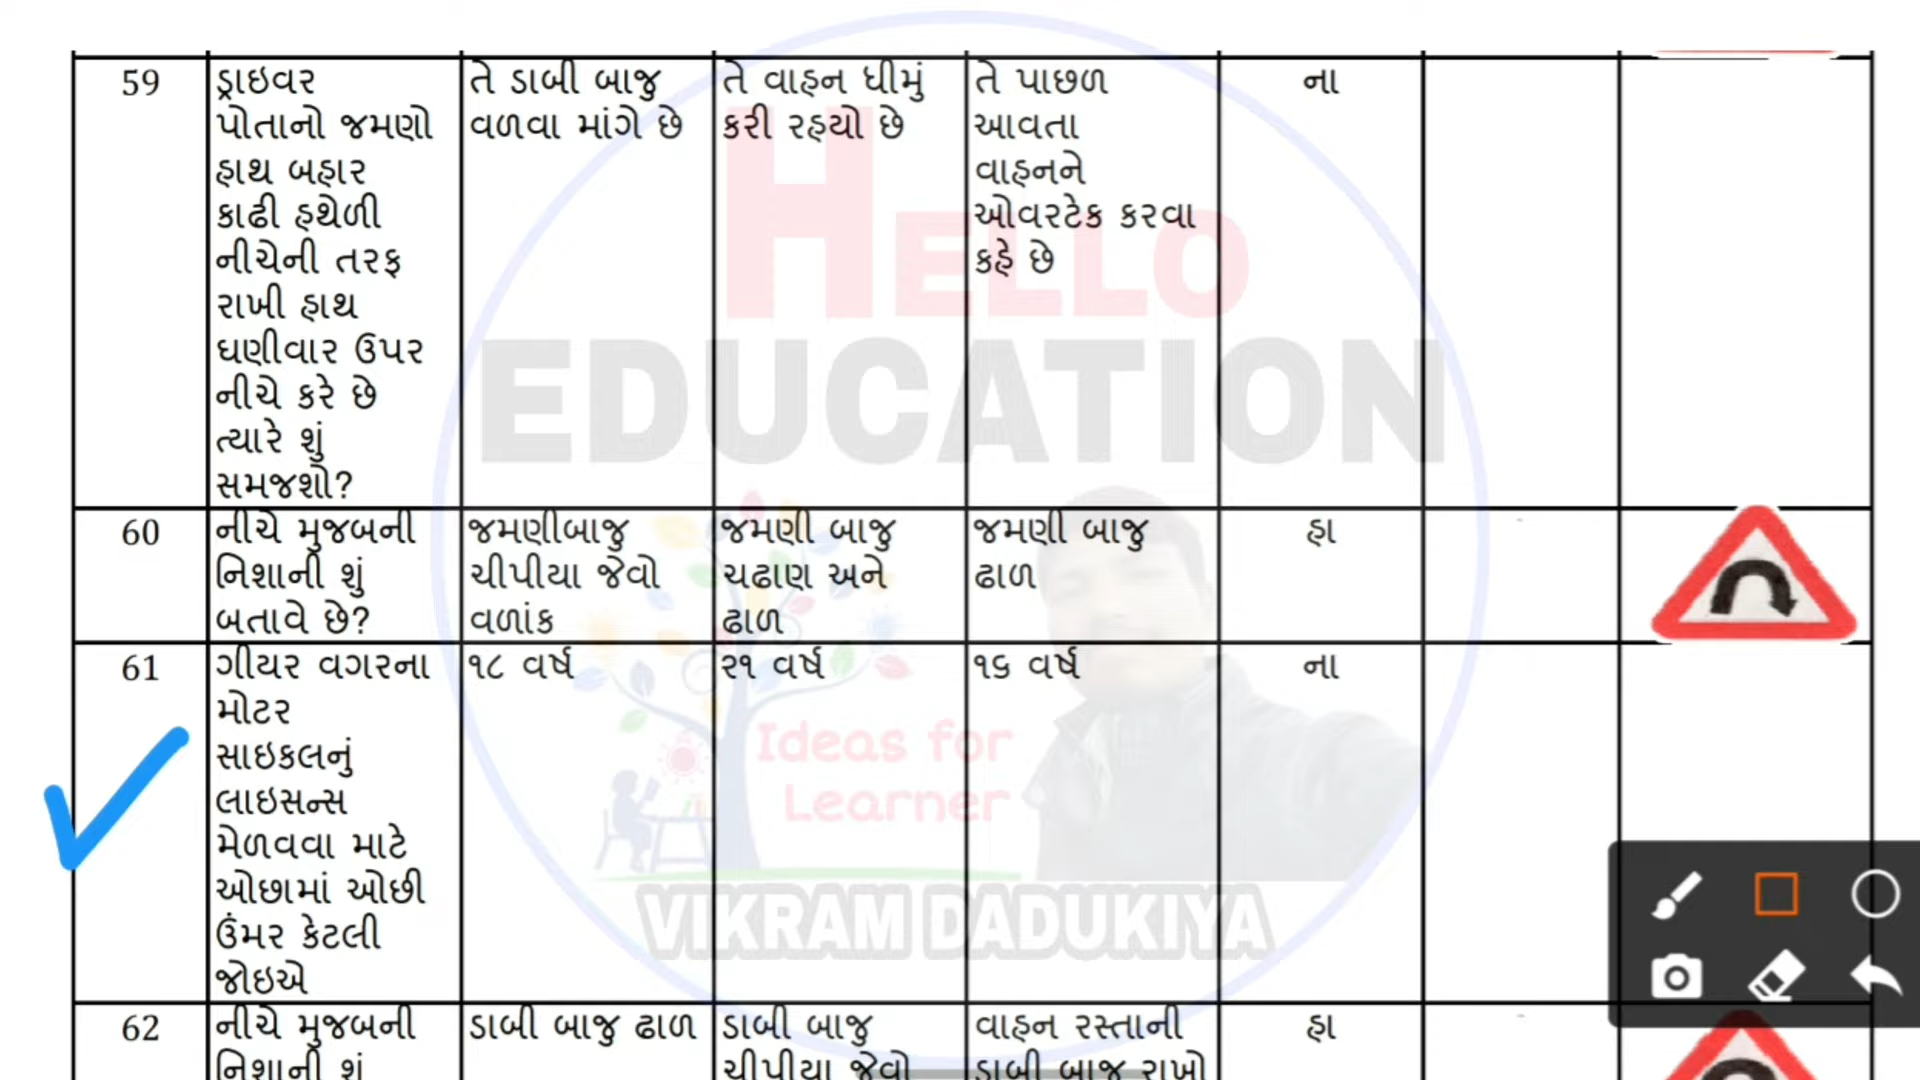 59
ડ્રાઇવર
પોતાનો જમણો
હાથ બહાર
કાઢી હથેળી
નીચેની તરફ
રાખી હાથ
ઘણીવાર ઉપર
નીચે કરે છે
ત્યારે શું
સમજશો?
તે ડાબી બાજુ
વળવા માંગે છે
તે વાહન ધીમું
કરી રહયો છે
તે પાછળ
આવતા
વાહનને
ઓવરટેક કરવા
કહે છે
ના
60
નીચે મુજબની
નિશાની શું
બતાવે છે?
જમણીબાજુ
ચીપીયા જેવો
વળાંક
જમણી બાજુ
ચઢાણ અને
ઢાળ
જમણી બાજુ
ઢાળ
હા
61
ગીયર વગરના
મોટર
સાઇકલનું
લાઇસન્સ
મેળવવા માટે
ઓછામાં ઓછી
ઉંમર કેટલી
જોઇએ
૧૮ વર્ષ
૨૧ વર્ષ
૧૬ વર્ષ
ના
62
નીચે મુજબની
નિશાની શું
ડાબી બાજુ ઢાળ
ડાબી બાજુ
ચીપીયા જેવો
વાહન રસ્તાની
ડાબી બાજુ રાખો
હા
HELLO
EDUCATION
Ideas for
Learner
VIKRAM DADUKIYA